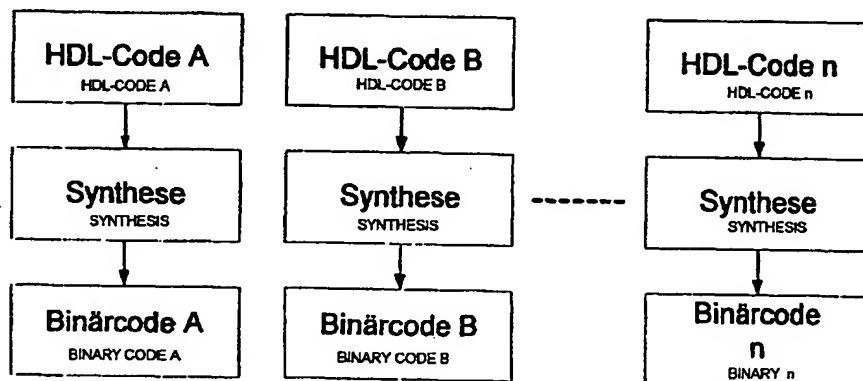 HDL-Code A
HDL-CODE A
HDL-Code B
HDL-CODE B
HDL-Code n
HDL-CODE n
Synthese
SYNTHESIS
Synthese
SYNTHESIS
Synthese
SYNTHESIS
Binärcode A
BINARY CODE A
Binärcode B
BINARY CODE B
Binärcode
n
BINARY n